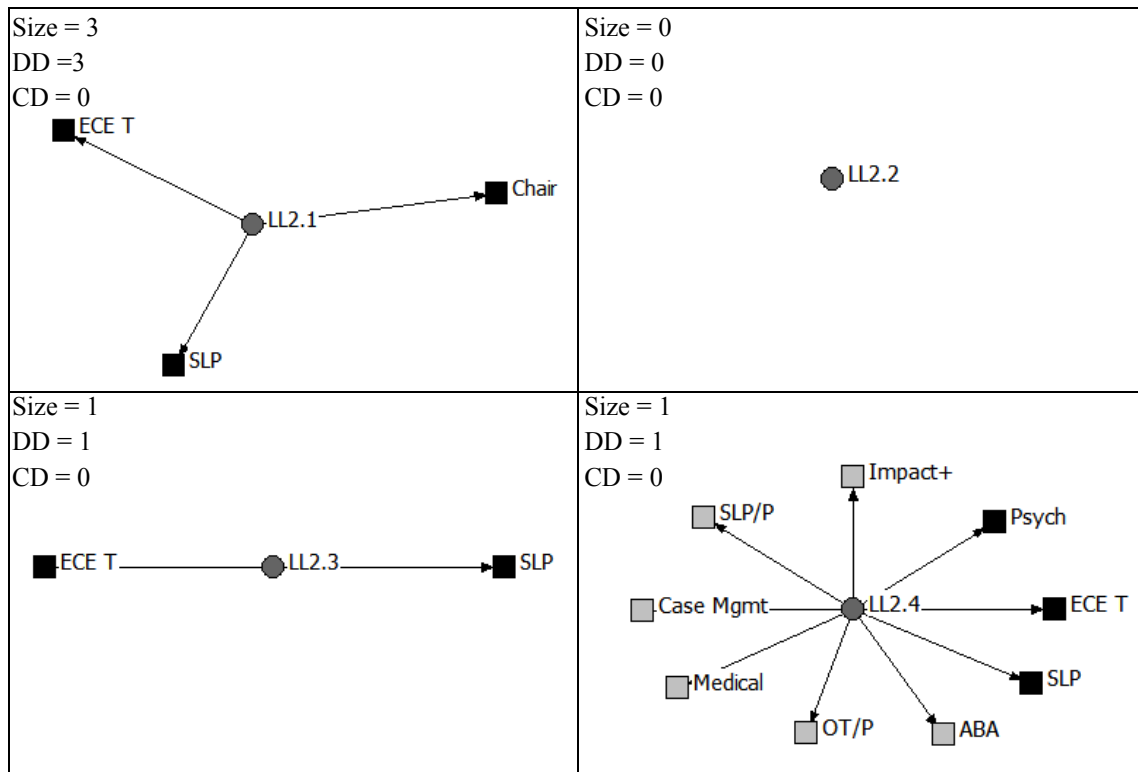 Size = 3
DD =3
CD = 0
ECE T
Chair
LL2.1
SLP
Size = 0
DD = 0
CD = 0
LL2.2
Size = 1
DD = 1
CD = 0
ECE T
LL2.3
SLP
Size = 1
DD = 1
CD = 0
Impact+
SLP/P
Psych
Case Mgmt
LL2.4
ECE T
Medical
SLP
OT/P
ABA